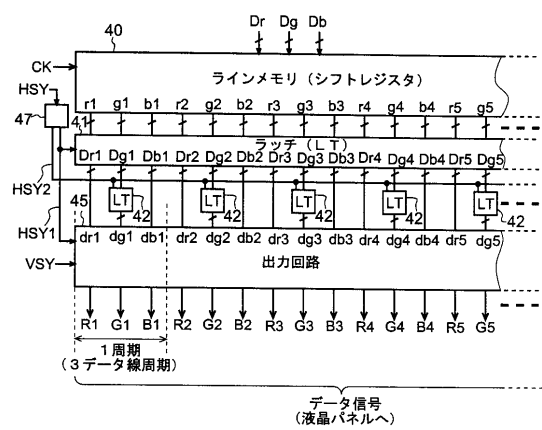 40
Dr Dg Db
CK
HSY
ラインメモリ(シフトレジスタ)
r1 g1 b1 r2 g2 b2 r3 g3 b3 r4 g4 b4 r5 g5
47
41
ラッチ(LT)
Dr1 Dg1 Db1 Dr2 Dg2 Db2 Dr3 Dg3 Db3 Dr4 Dg4 Db4 Dr5 Dg5
HSY2
LT 42 LT 42 LT 42 LT 42 LT 42
45
HSY1
dr1 dg1 db1 dr2 dg2 db2 dr3 dg3 db3 dr4 dg4 db4 dr5 dg5
VSY
出力回路
R1 G1 B1 R2 G2 B2 R3 G3 B3 R4 G4 B4 R5 G5
1周期
(3データ線周期)
データ信号
(液晶パネルへ)